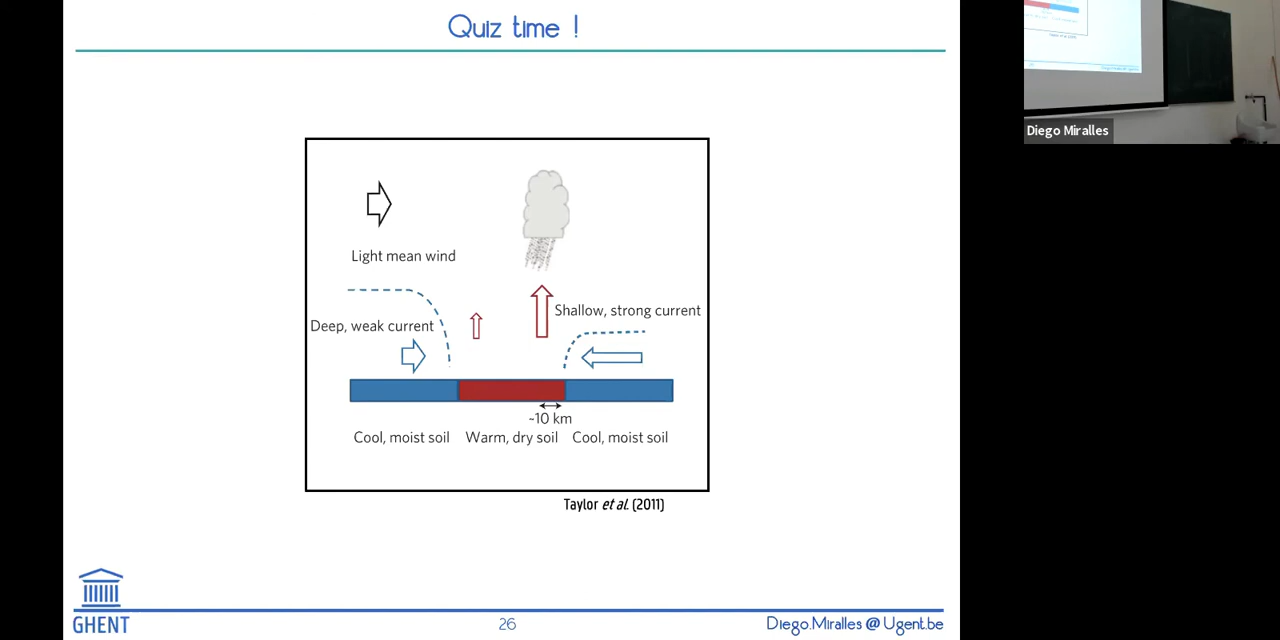 Quiz time !
Light mean wind
Deep, weak current
Shallow, strong current
~10 km
Cool, moist soil
Warm, dry soil
Cool, moist soil
Taylor et al. (2011)
GHENT
26
Diego.Miralles @ Ugent.be
Diego Miralles